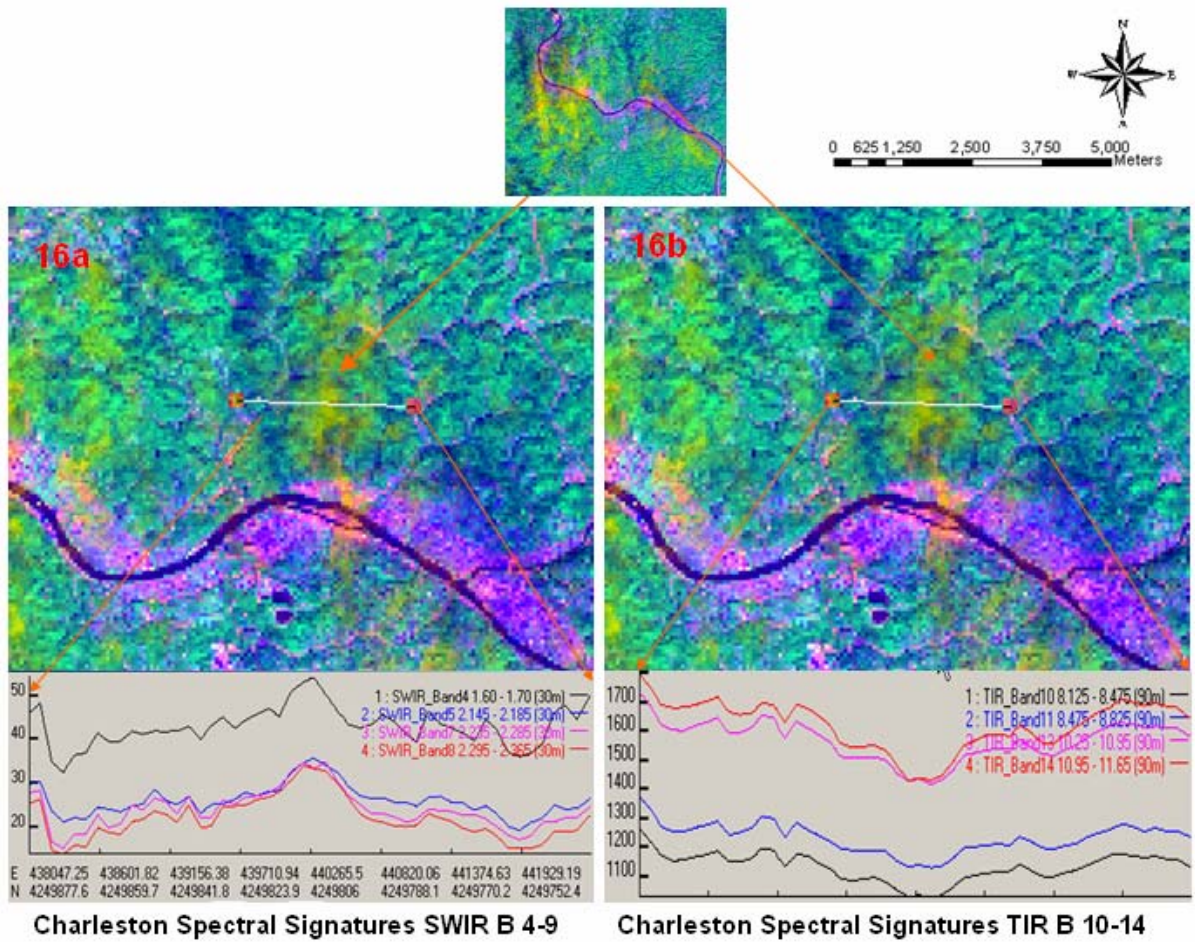 N
W E
A
0 625 1,250 2,500 3,750 5,000
Meters
16a
16b
50
40
30
20
1 : SWIR_Band4 1.60 - 1.70 (30m)
2: SWIR_Band5 2.145 - 2.185 (30m)
3 : SWIR_Band7 2.235 - 2.285 (30m)
4 : SWIR_Band8 2.295 - 2.365 (30m)
E 438047.25 438601.82 439156.38 439710.94 440265.5 440820.06 441374.63 441929.19
N 4249877.6 4249859.7 4249841.8 4249823.9 4249806 4249788.1 4249770.2 4249752.4
1700
1600
1500
1400
1300
1200
1100
1 : TIR_Band10 8.125 - 8.475 (90m)
2 : TIR_Band11 8.475 - 8.825 (90m)
3 : TIR_Band13 10.25 - 10.95 (90m)
4 : TIR_Band14 10.95 - 11.65 (90m)
Charleston Spectral Signatures SWIR B 4-9
Charleston Spectral Signatures TIR B 10-14